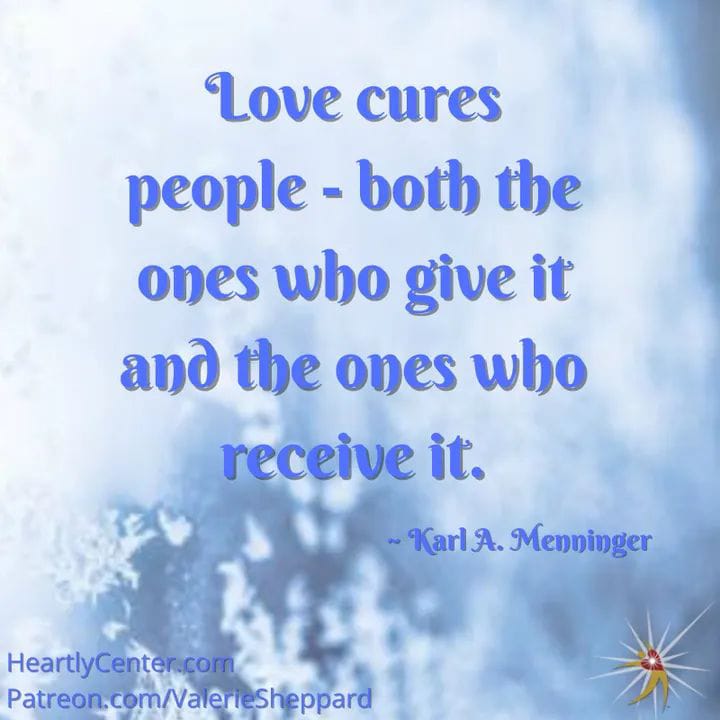 Love cures
people - both the
ones who give it
and the ones who
receive it.
~ Karl A. Menninger
HeartlyCenter.com
Patreon.com/ValerieSheppard